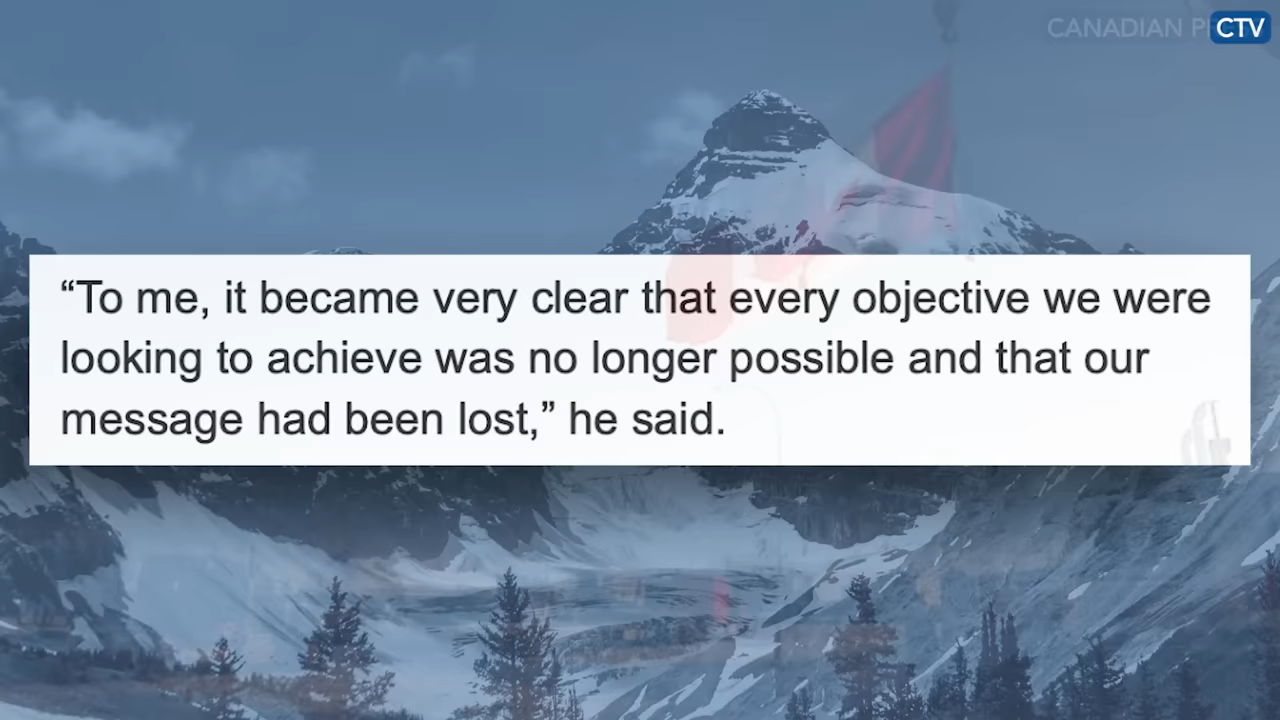 CANADIAN P
CTV
“To me, it became very clear that every objective we were
looking to achieve was no longer possible and that our
message had been lost,” he said.